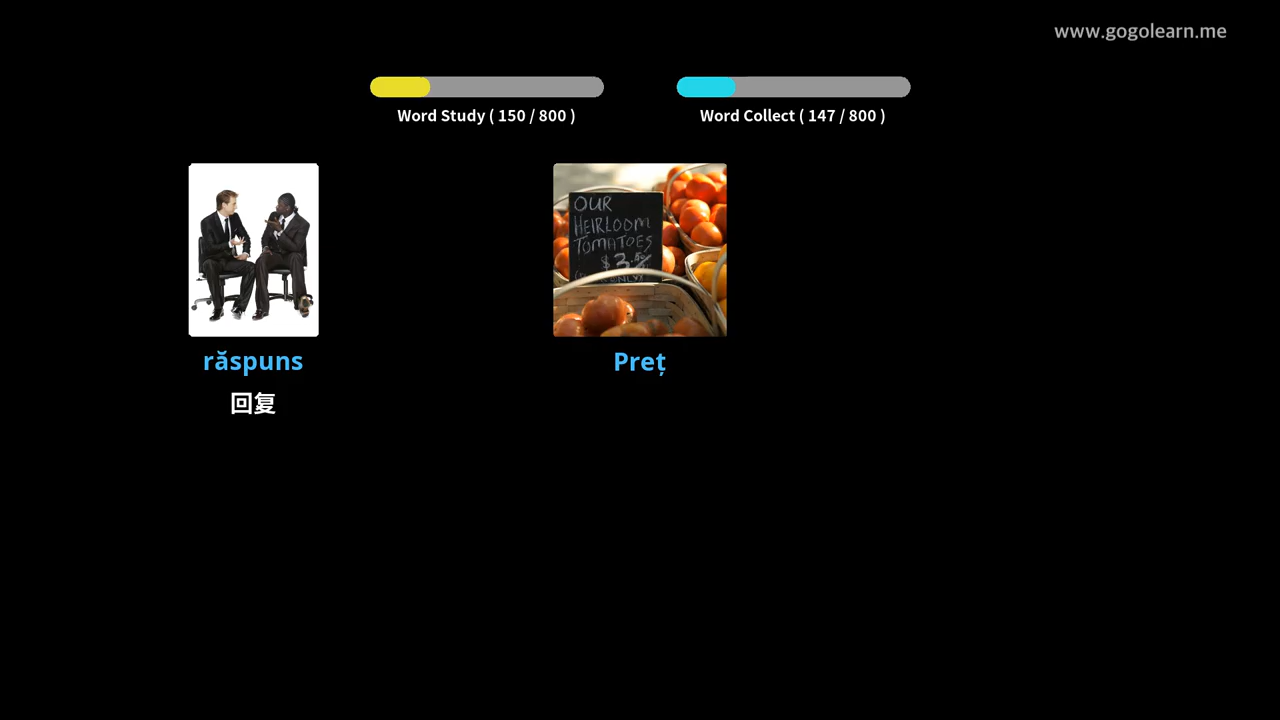 www.gogolearn.me
Word Study ( 150 / 800 )
Word Collect ( 147 / 800 )
OUR
HEIRLOOM
TOMATOES
răspuns
Preț
回复